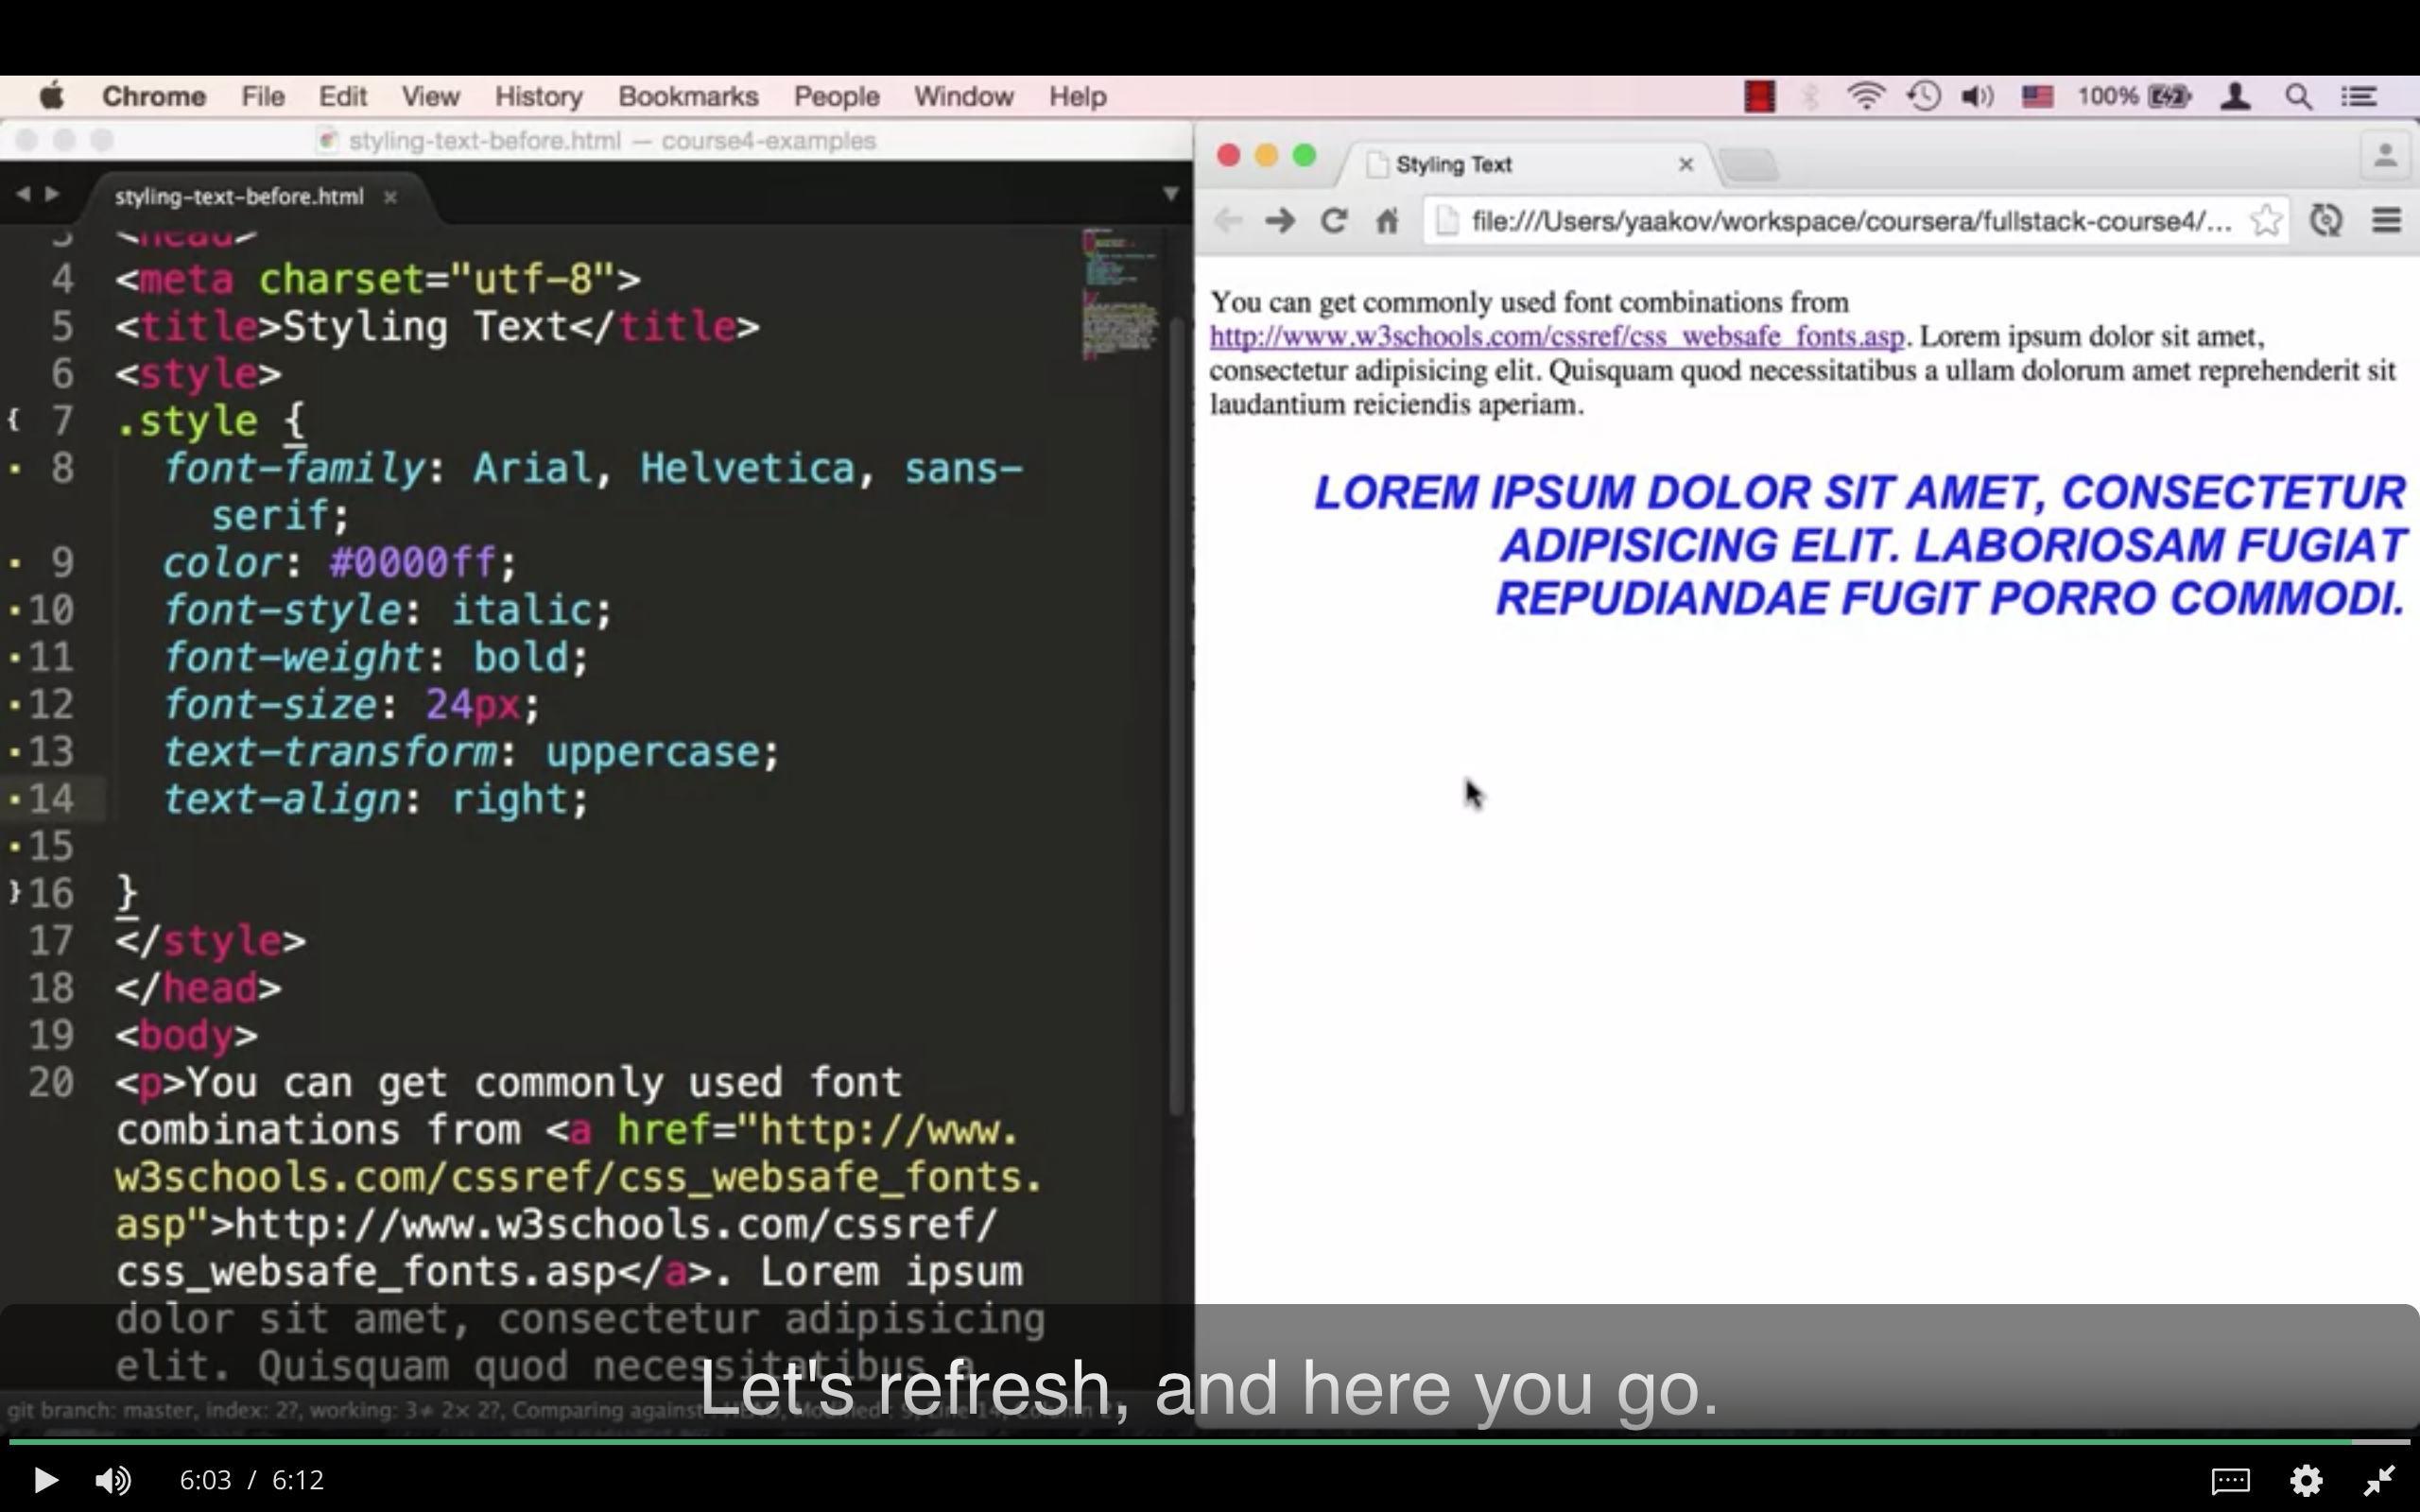 Chrome File Edit View History Bookmarks People Window Help 100%
styling-text-before.html — course4-examples
styling-text-before.html ×
3 <head>
4 <meta charset="utf-8">
5 <title>Styling Text</title>
6 <style>
{ 7 .style {
8 font-family: Arial, Helvetica, sans-
serif;
9 color: #0000ff;
10 font-style: italic;
11 font-weight: bold;
12 font-size: 24px;
13 text-transform: uppercase;
14 text-align: right;
15
}16 }
17 </style>
18 </head>
19 <body>
20 <p>You can get commonly used font
combinations from <a href="http://www.
w3schools.com/cssref/css_websafe_fonts.
asp">http://www.w3schools.com/cssref/
css_websafe_fonts.asp</a>. Lorem ipsum
dolor sit amet, consectetur adipisicing
elit. Quisquam quod necessitatibus a
git branch: master, index: 2?, working: 3≠ 2× 2?, Comparing against
Styling Text ×
file:///Users/yaakov/workspace/coursera/fullstack-course4/...
You can get commonly used font combinations from
http://www.w3schools.com/cssref/css_websafe_fonts.asp. Lorem ipsum dolor sit amet,
consectetur adipisicing elit. Quisquam quod necessitatibus a ullam dolorum amet reprehenderit sit
laudantium reiciendis aperiam.
LOREM IPSUM DOLOR SIT AMET, CONSECTETUR
ADIPISICING ELIT. LABORIOSAM FUGIAT
REPUDIANDAE FUGIT PORRO COMMODI.
Let's refresh, and here you go.
6:03 / 6:12